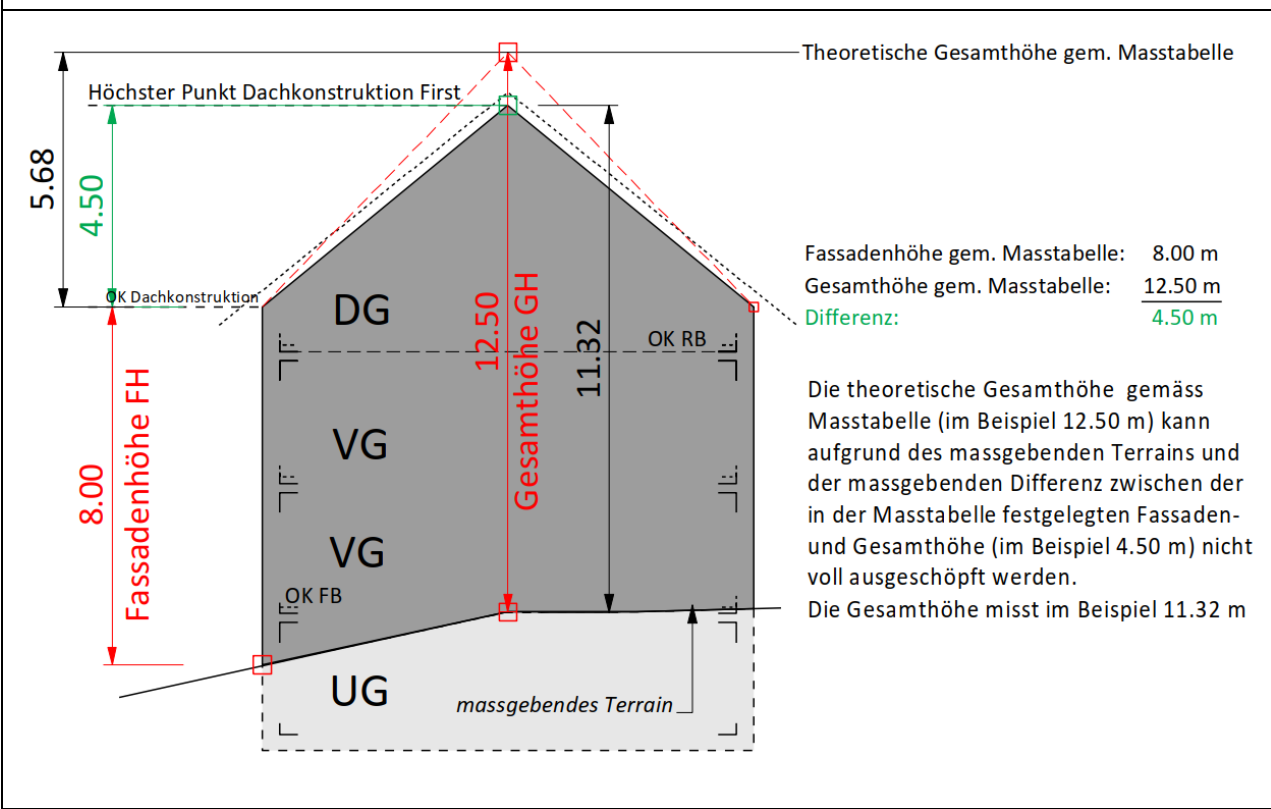 Theoretische Gesamthöhe gem. Masstabelle
Höchster Punkt Dachkonstruktion First
5.68
4.50
OK Dachkonstruktion
8.00
Fassadenhöhe FH
DG
VG
VG
UG
OK FB
OK RB
12.50
Gesamthöhe GH
11.32
massgebendes Terrain
Fassadenhöhe gem. Masstabelle: 8.00 m
Gesamthöhe gem. Masstabelle: 12.50 m
Differenz: 4.50 m
Die theoretische Gesamthöhe gemäss
Masstabelle (im Beispiel 12.50 m) kann
aufgrund des massgebenden Terrains und
der massgebenden Differenz zwischen der
in der Masstabelle festgelegten Fassaden-
und Gesamthöhe (im Beispiel 4.50 m) nicht
voll ausgeschöpft werden.
Die Gesamthöhe misst im Beispiel 11.32 m